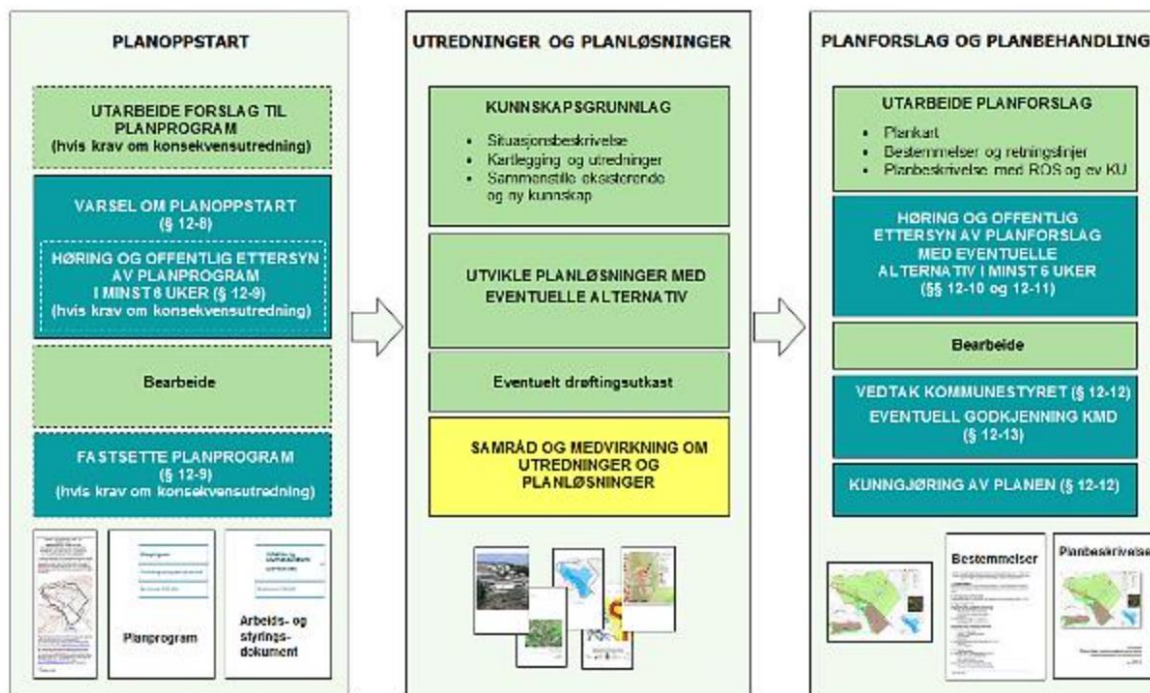 PLANOPPSTART
UTARBEIDE FORSLAG TIL
PLANPROGRAM
(hvis krav om konsekvensutredning)
VARSEL OM PLANOPPSTART
(§ 12-8)
HØRING OG OFFENTLIG ETTERSYN
AV PLANPROGRAM
I MINST 6 UKER (§ 12-9)
(hvis krav om konsekvensutredning)
Bearbeide
FASTSETTE PLANPROGRAM
(§ 12-9)
(hvis krav om konsekvensutredning)
Planprogram
Arbeids- og
styrings-
dokument
UTREDNINGER OG PLANLØSNINGER
KUNNSKAPSGRUNNLAG
• Situasjonsbeskrivelse
• Kartlegging og utredninger
• Sammenstille eksisterende
og ny kunnskap
UTVIKLE PLANLØSNINGER MED
EVENTUELLE ALTERNATIV
Eventuelt drøftingsutkast
SAMRÅD OG MEDVIRKNING OM
UTREDNINGER OG
PLANLØSNINGER
PLANFORSLAG OG PLANBEHANDLING
UTARBEIDE PLANFORSLAG
• Plankart
• Bestemmelser og retningslinjer
• Planbeskrivelse med ROS og ev KU
HØRING OG OFFENTLIG
ETTERSYN AV PLANFORSLAG
MED EVENTUELLE
ALTERNATIV I MINST 6 UKER
(§§ 12-10 og 12-11)
Bearbeide
VEDTAK KOMMUNESTYRET (§ 12-12)
EVENTUELL GODKJENNING KMD
(§ 12-13)
KUNNGJØRING AV PLANEN (§ 12-12)
Bestemmelser
Planbeskrivelse